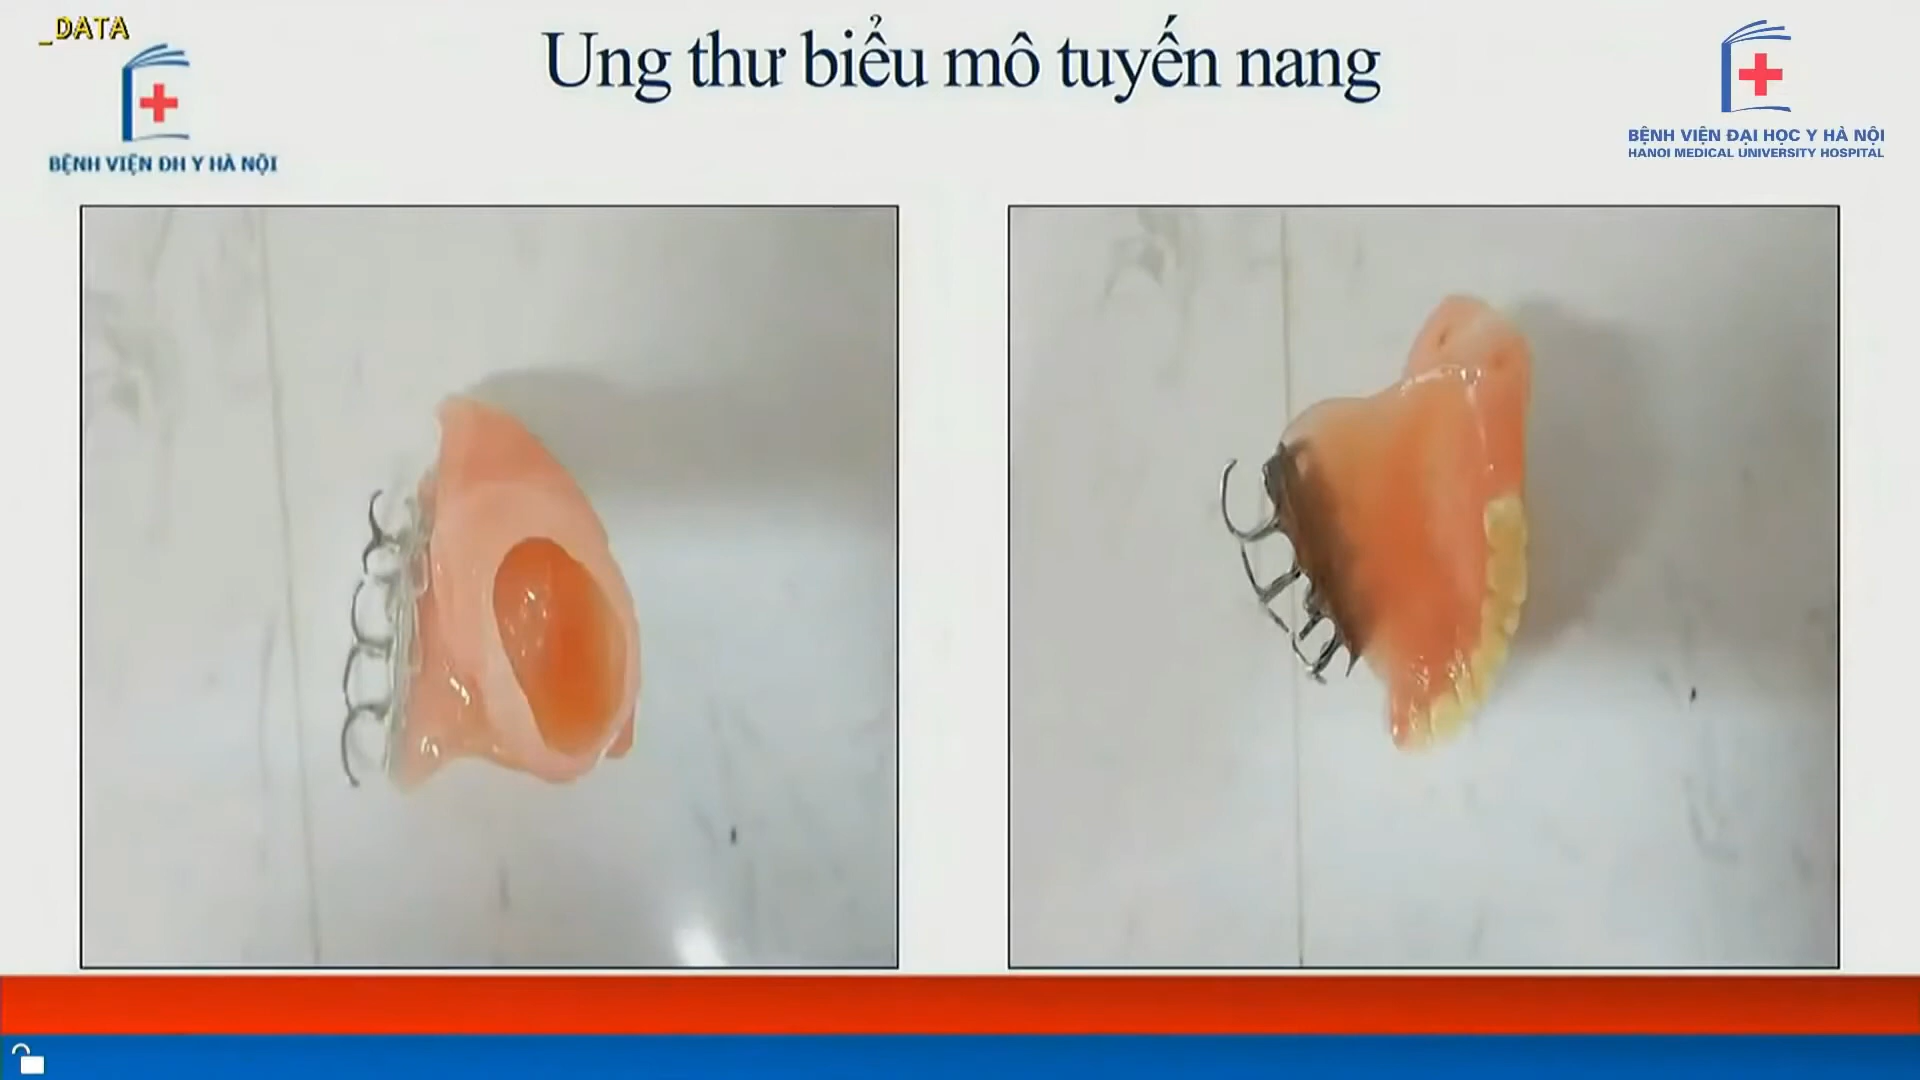 _DATA
Ung thư biểu mô tuyến nang
BỆNH VIỆN ĐH Y HÀ NỘI
BỆNH VIỆN ĐẠI HỌC Y HÀ NỘI
HANOI MEDICAL UNIVERSITY HOSPITAL